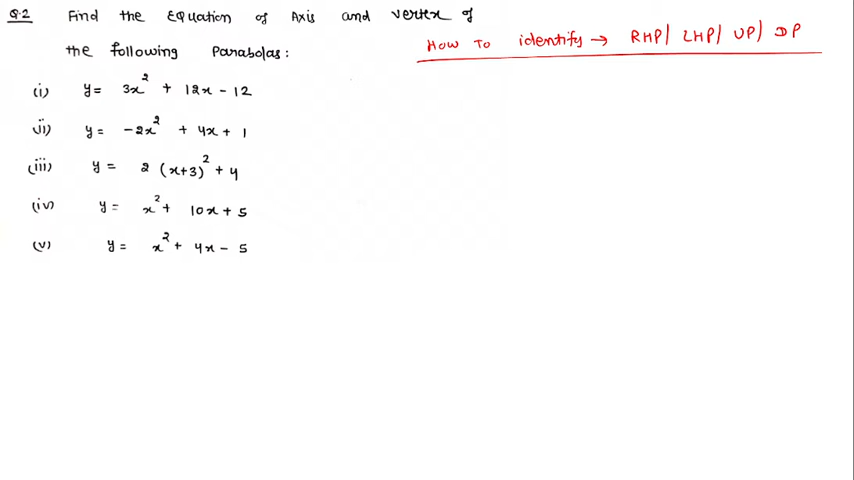 Q.2 Find the Equation of Axis and vertex of
the following Parabolas:
How To identify → RHP/ LHP/ UP/ DP
(i) y = 3x² + 12x - 12
(ii) y = -2x² + 4x + 1
(iii) y = 2 (x+3)² + 4
(iv) y = x² + 10x + 5
(v) y = x² + 4x - 5